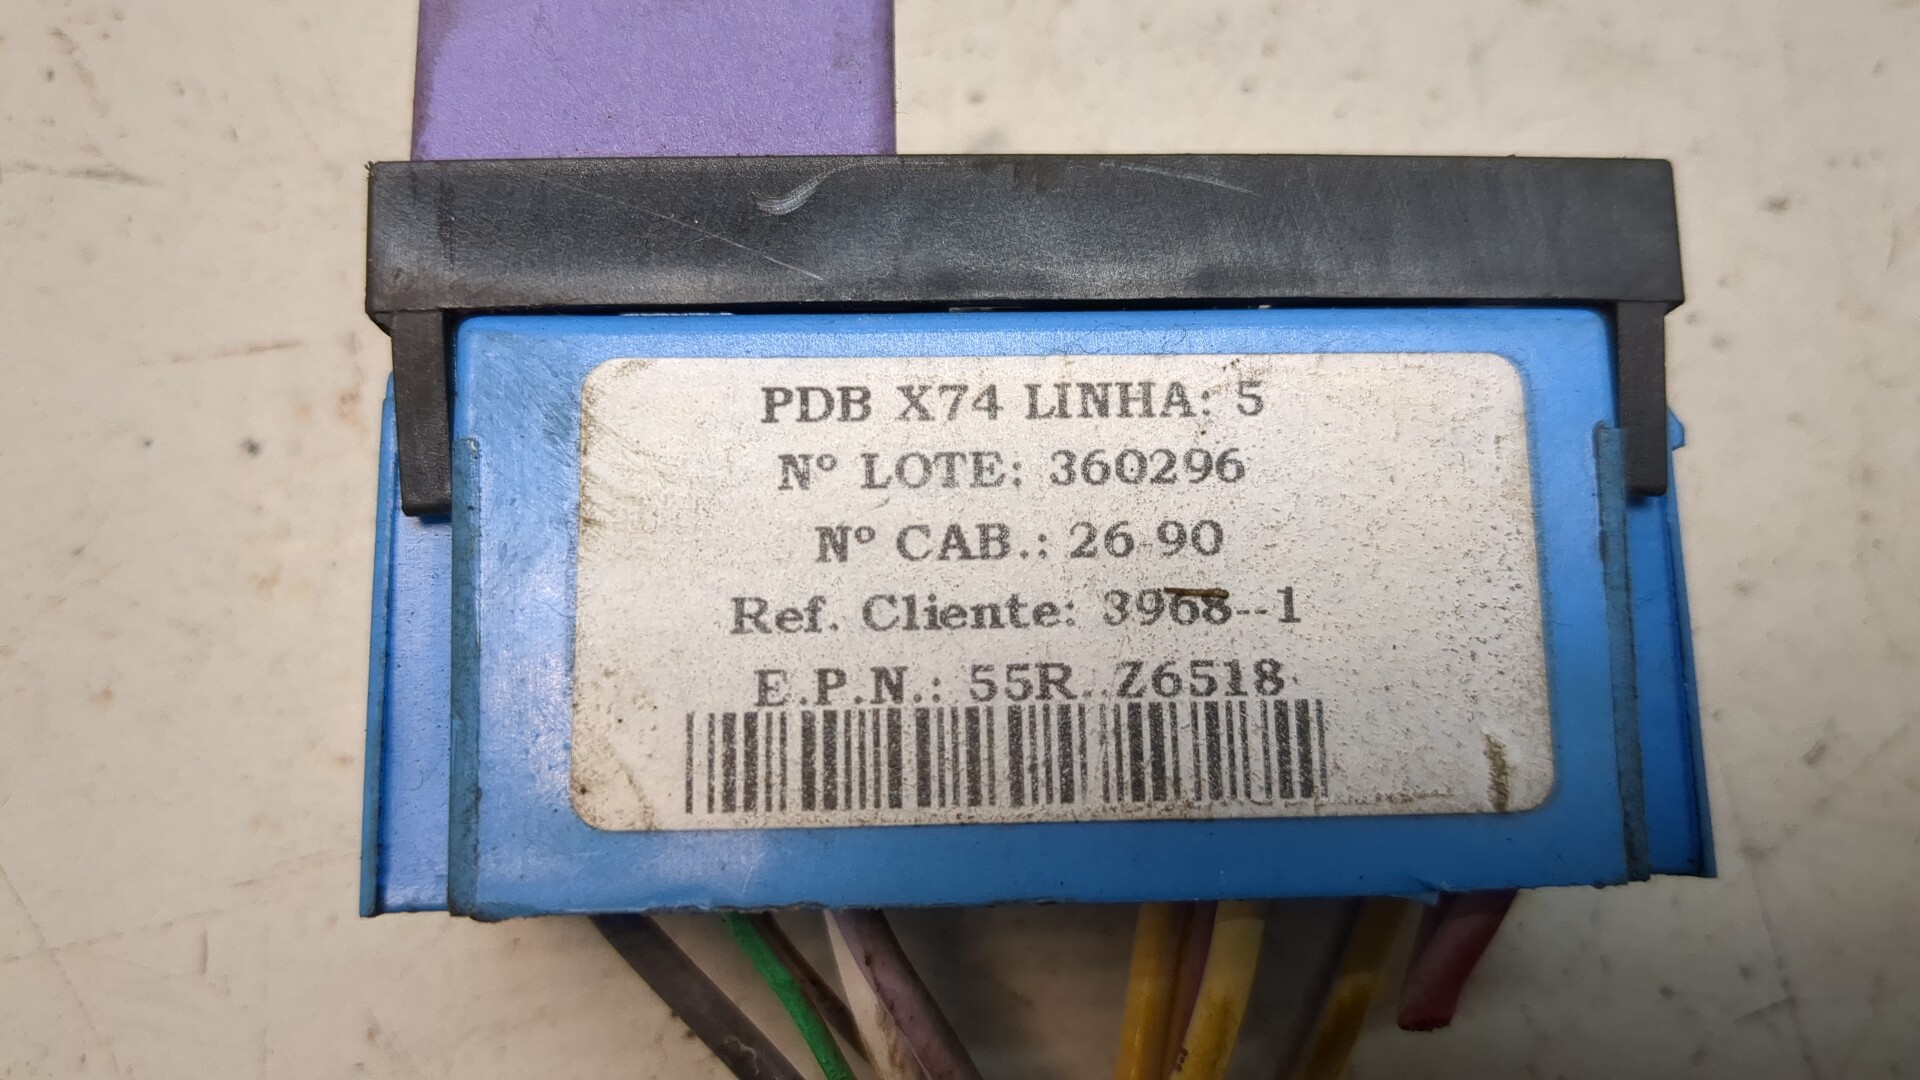 PDB X74 LINHA: 5
Nº LOTE: 360296
Nº CAB.: 26-90
Ref. Cliente: 3968--1
E.P.N.: 55R..Z6518